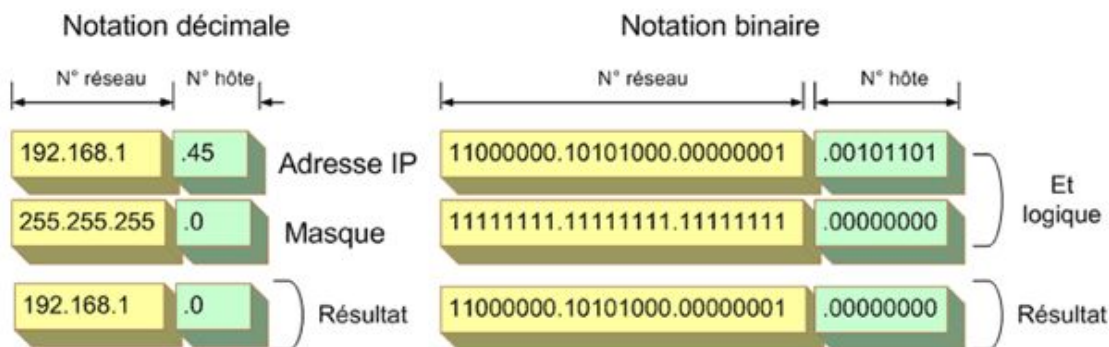 Notation décimale
Notation binaire
N° réseau N° hôte
N° réseau N° hôte
192.168.1 .45 Adresse IP 11000000.10101000.00000001 .00101101
255.255.255 .0 Masque 11111111.11111111.11111111 .00000000
Et
logique
192.168.1 .0 Résultat 11000000.10101000.00000001 .00000000 Résultat